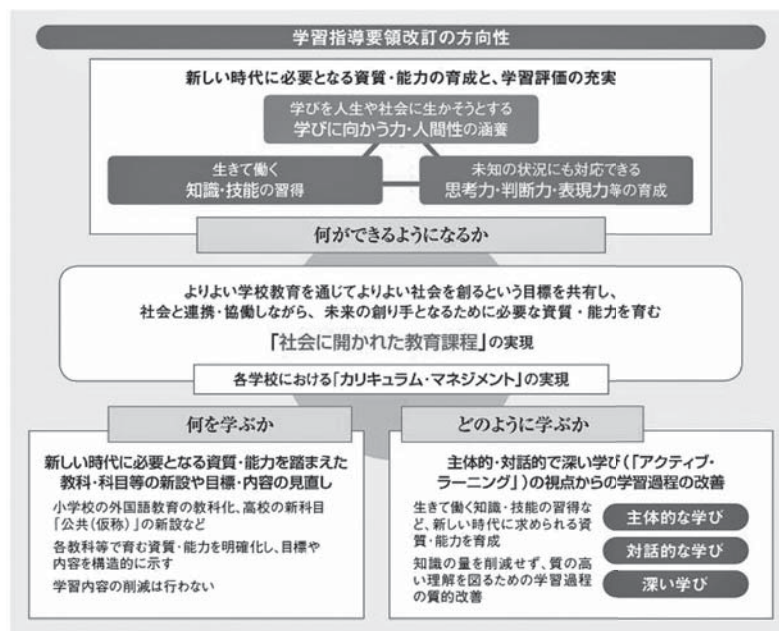 学習指導要領改訂の方向性
新しい時代に必要となる資質・能力の育成と、学習評価の充実
学びを人生や社会に生かそうとする
学びに向かう力・人間性の涵養
生きて働く
知識・技能の習得
未知の状況にも対応できる
思考力・判断力・表現力等の育成
何ができるようになるか
よりよい学校教育を通じてよりよい社会を創るという目標を共有し、
社会と連携・協働しながら、未来の創り手となるために必要な資質・能力を育む
「社会に開かれた教育課程」の実現
各学校における「カリキュラム・マネジメント」の実現
何を学ぶか
新しい時代に必要となる資質・能力を踏まえた
教科・科目等の新設や目標・内容の見直し
小学校の外国語教育の教科化、高校の新科目
「公共(仮称)」の新設など
各教科等で育む資質・能力を明確化し、目標や
内容を構造的に示す
学習内容の削減は行わない
どのように学ぶか
主体的・対話的で深い学び(「アクティブ・
ラーニング」)の視点からの学習過程の改善
生きて働く知識・技能の習得な
ど、新しい時代に求められる資
質・能力を育成
知識の量を削減せず、質の高
い理解を図るための学習過程
の質的改善
主体的な学び
対話的な学び
深い学び